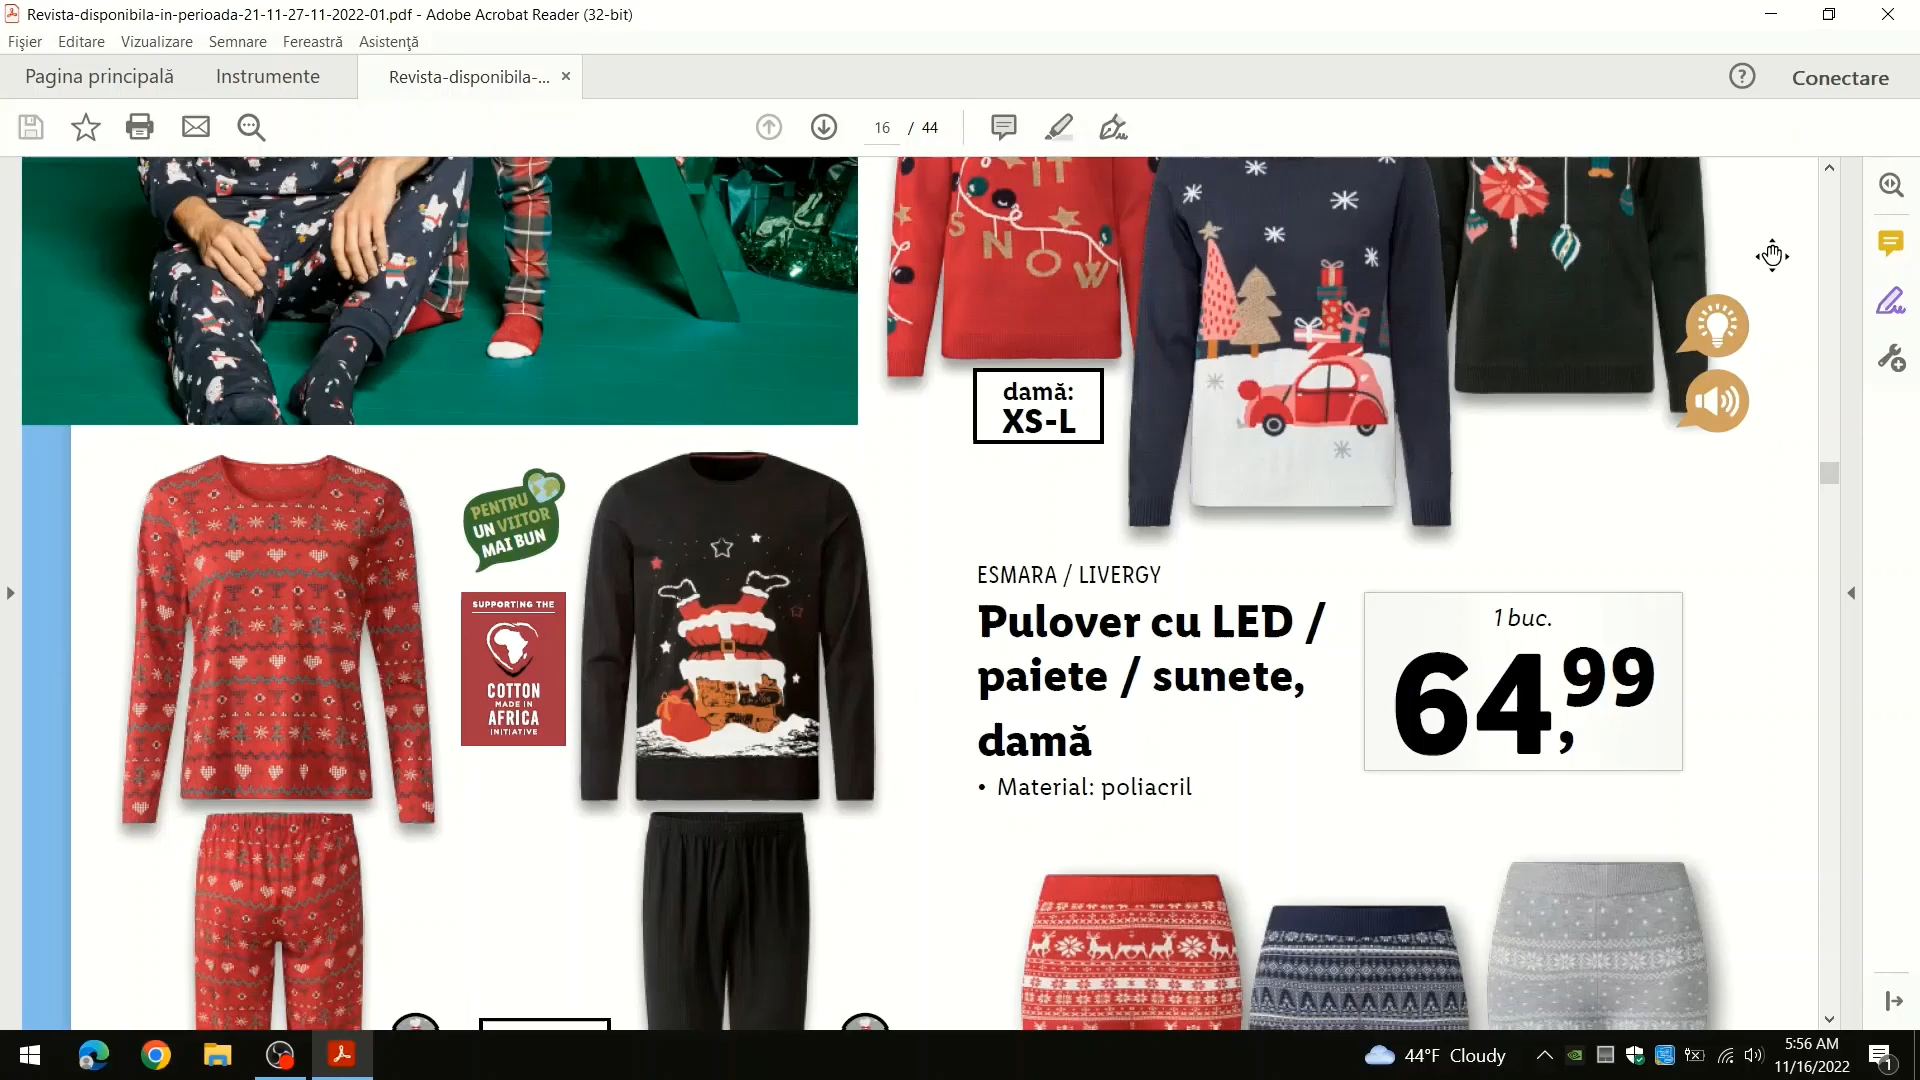 Revista-disponibila-in-perioada-21-11-27-11-2022-01.pdf - Adobe Acrobat Reader (32-bit)
Fișier Editare Vizualizare Semnare Fereastră Asistență
Pagina principală Instrumente Revista-disponibila-... × Conectare
16 / 44
IT
SNOW
damă:
XS-L
PENTRU
UN VIITOR
MAI BUN
SUPPORTING THE
COTTON
MADE IN
AFRICA
INITIATIVE
ESMARA / LIVERGY
Pulover cu LED /
paiete / sunete,
damă
• Material: poliacril
1 buc.
64,99
44°F Cloudy
5:56 AM
11/16/2022
1